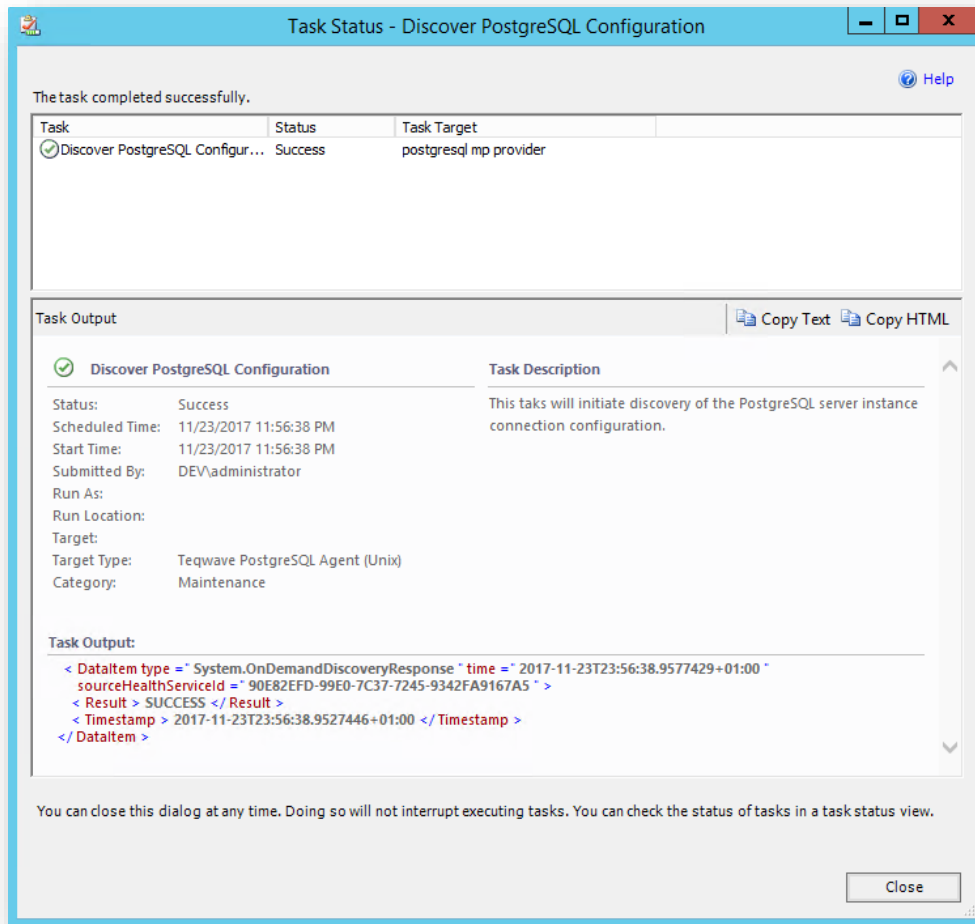 Task Status - Discover PostgreSQL Configuration
Help
The task completed successfully.
Task Status Task Target
Discover PostgreSQL Configur... Success postgresql mp provider
Task Output Copy Text Copy HTML
Discover PostgreSQL Configuration
Status: Success
Scheduled Time: 11/23/2017 11:56:38 PM
Start Time: 11/23/2017 11:56:38 PM
Submitted By: DEV\administrator
Run As:
Run Location:
Target:
Target Type: Teqwave PostgreSQL Agent (Unix)
Category: Maintenance
Task Description
This taks will initiate discovery of the PostgreSQL server instance
connection configuration.
Task Output:
< DataItem type =" System.OnDemandDiscoveryResponse " time =" 2017-11-23T23:56:38.9577429+01:00 "
sourceHealthServiceId =" 90E82EFD-99E0-7C37-7245-9342FA9167A5 " >
< Result > SUCCESS </ Result >
< Timestamp > 2017-11-23T23:56:38.9527446+01:00 </ Timestamp >
</ DataItem >
You can close this dialog at any time. Doing so will not interrupt executing tasks. You can check the status of tasks in a task status view.
Close